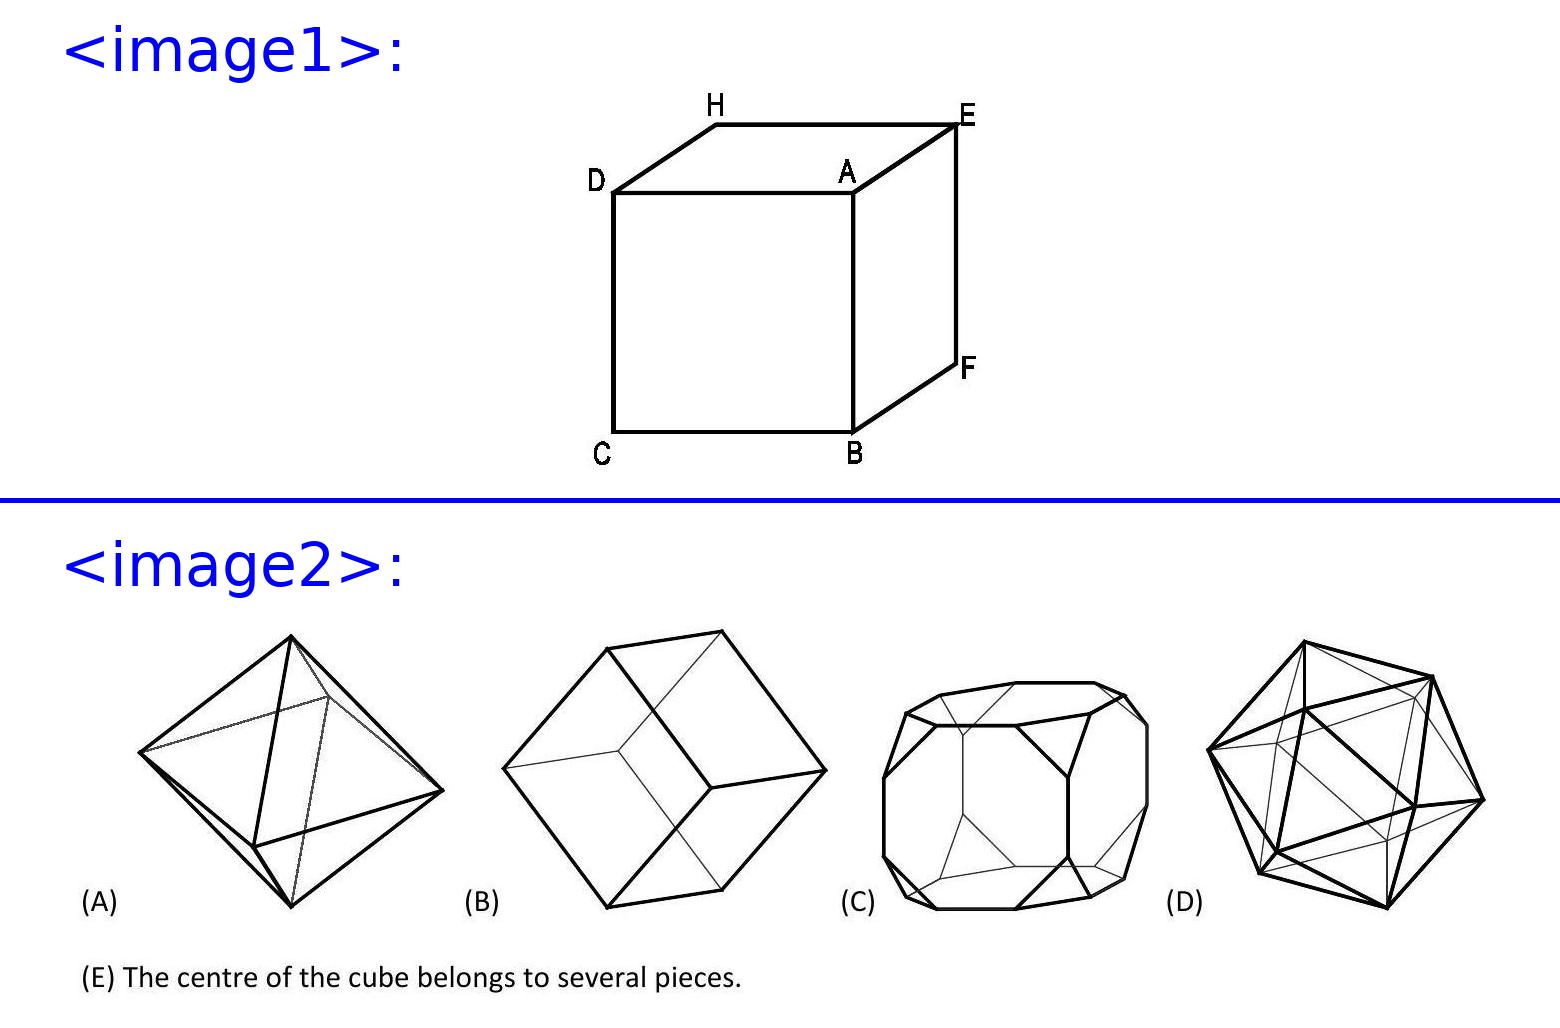 <image1>:
H
E
D
A
F
C
B
<image2>:
(A)
(B)
(C)
(D)
(E) The centre of the cube belongs to several pieces.